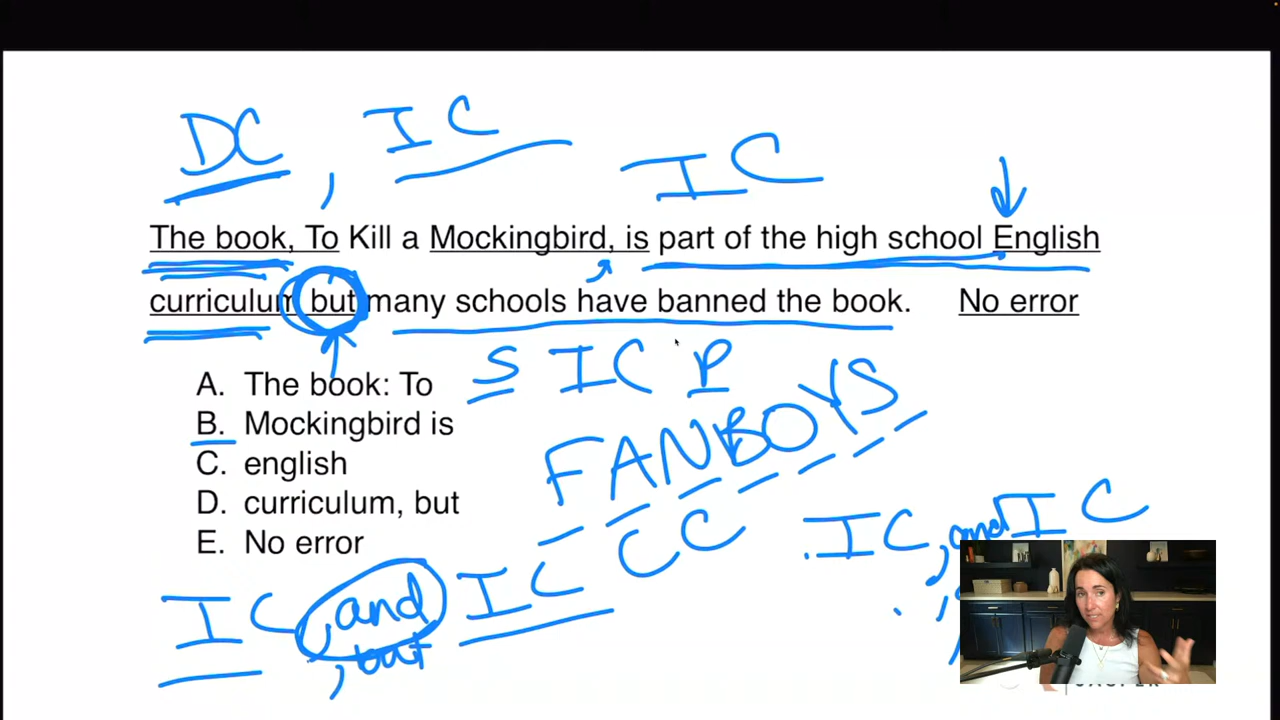 DC, IC
IC
The book, To Kill a Mockingbird, is part of the high school English
curriculum but many schools have banned the book. No error
A. The book: To
B. Mockingbird is
C. english
D. curriculum, but
E. No error
S IC P
FANBOYS
CC
IC, and IC
IC, and IC
, but